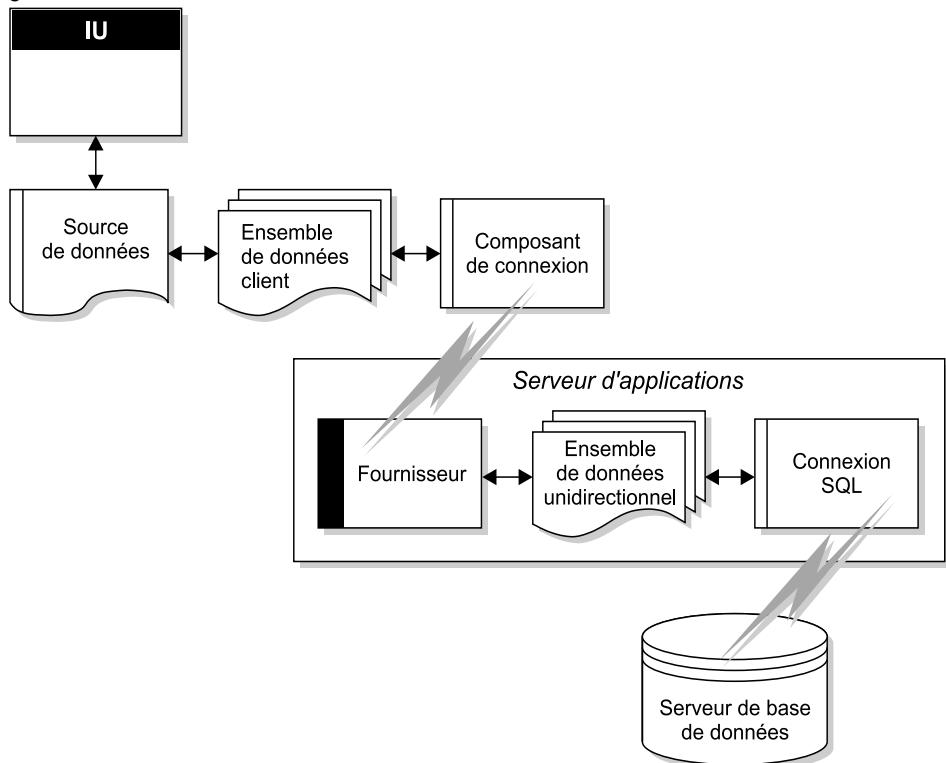 IU
Source
de données
Ensemble
de données
client
Composant
de connexion
Serveur d'applications
Fournisseur
Ensemble
de données
unidirectionnel
Connexion
SQL
Serveur de base
de données